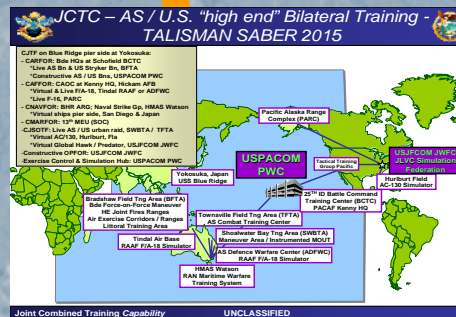 JCTC – AS / U.S. “high end” Bilateral Training -
TALISMAN SABER 2015
CJTF on Blue Ridge pier side at Yokosuka:
- CARFOR: Bde HQs at Schofield BCTC
*Live AS Bn & US Stryker Bn, BFTA
*Constructive AS / US Bns, USPACOM PWC
- CAFFOR: CAOC at Kenny HQ, Hickam AFB
*Virtual & Live F/A-18, Tindal RAAF or ADFWC
*Live F-16, PARC
- CNAVFOR: BHR ARG; Naval Strike Gp, HMAS Watson
*Virtual ships pier side, San Diego & Japan
- CMARFOR: 13th MEU (SOC)
- CJSOTF: Live AS / US urban raid, SWBTA / TFTA
*Virtual AC/130, Hurlburt, Fla
*Virtual Global Hawk / Predator, USJFCOM JWFC
-Constructive OPFOR: USJFCOM JWFC
-Exercise Control & Simulation Hub: USPACOM PWC
Pacific Alaska Range
Complex (PARC)
USPACOM
PWC
Tactical Training
Group Pacific
USJFCOM JWFC
JLVC Simulation
Federation
Yokosuka, Japan
USS Blue Ridge
Hurlburt Field
AC-130 Simulator
25TH ID Battle Command
Training Center (BCTC)
PACAF Kenny HQ
Bradshaw Field Tng Area (BFTA)
Bde Force-on-Force Maneuver
HE Joint Fires Ranges
Air Exercise Corridors / Ranges
Littoral Training Area
Townsville Field Tng Area (TFTA)
AS Combat Training Center
Shoalwater Bay Tng Area (SWBTA)
Maneuver Area / Instrumented MOUT
Tindal Air Base
RAAF F/A-18 Simulator
AS Defence Warfare Center (ADFWC)
RAAF F/A-18 Simulator
HMAS Watson
RAN Maritime Warfare
Training System
Joint Combined Training Capability
UNCLASSIFIED